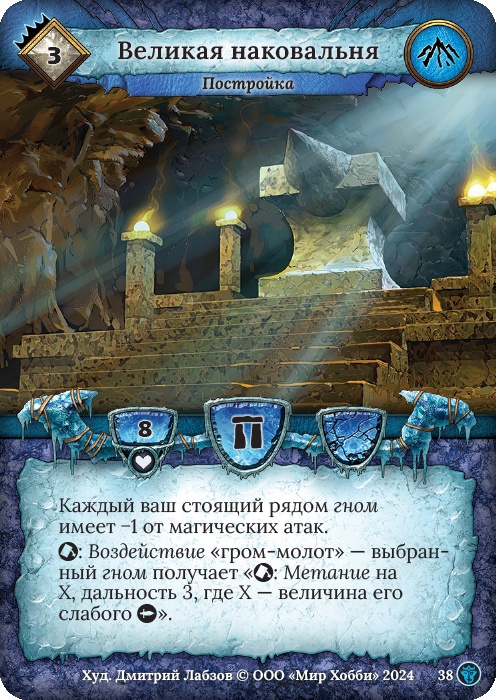 3
Великая наковальня
Постройка
8
Каждый ваш стоящий рядом гном
имеет −1 от магических атак.
: Воздействие «гром-молот» — выбран-
ный гном получает «: Метание на
X, дальность 3, где X — величина его
слабого ».
Худ. Дмитрий Лабзов © ООО «Мир Хобби» 2024
38